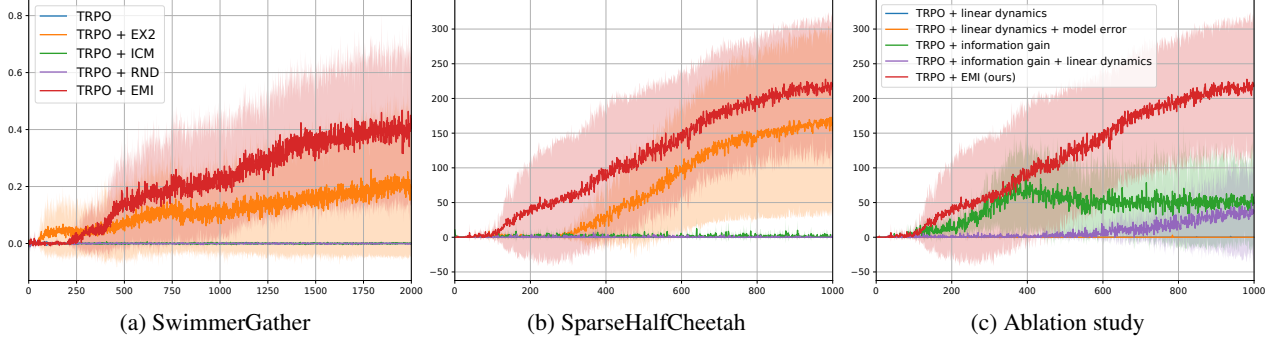 0.8
0.6
0.4
0.2
0.0
TRPO
TRPO + EX2
TRPO + ICM
TRPO + RND
TRPO + EMI
0 250 500 750 1000 1250 1500 1750 2000
(a) SwimmerGather
300
250
200
150
100
50
0
−50
0 200 400 600 800 1000
(b) SparseHalfCheetah
300
250
200
150
100
50
0
−50
TRPO + linear dynamics
TRPO + linear dynamics + model error
TRPO + information gain
TRPO + information gain + linear dynamics
TRPO + EMI (ours)
0 200 400 600 800 1000
(c) Ablation study